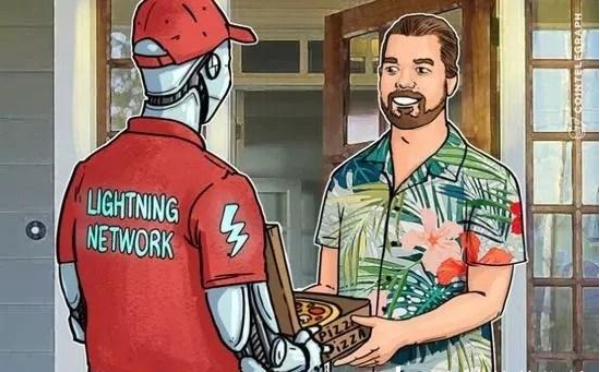 LIGHTNING
NETWORK
PIZZA
PIZZA
COINTELEGRAPH